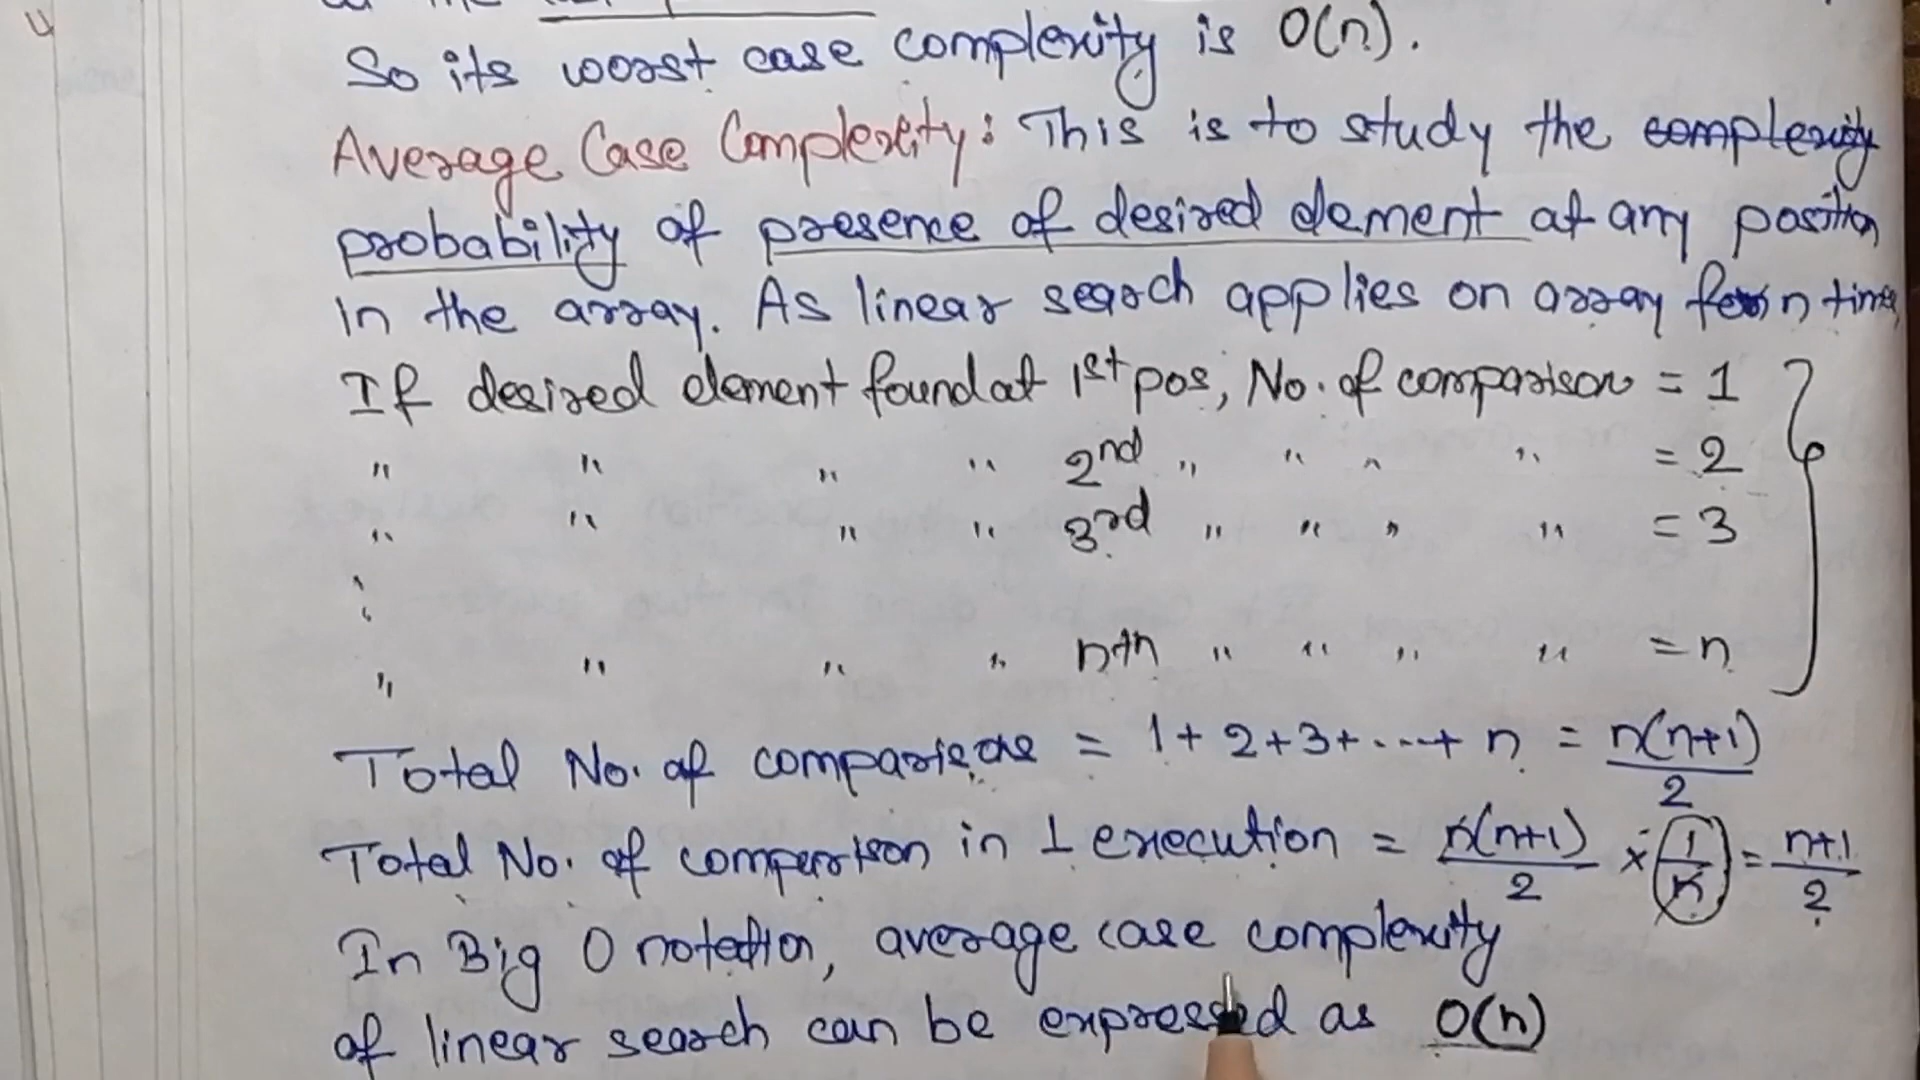 So its worst case complexity is O(n).
Average Case Complexity: This is to study the complexity
probability of presence of desired element at any position
in the array. As linear search applies on array for n times,
If desired element found at 1st pos, No. of comparison = 1
" " " " 2nd " " " " = 2
" " " " 3rd " " " " = 3
" " " " nth " " " " = n
Total No. of comparisons = 1+2+3+...+ n = n(n+1)/2
Total No. of comparison in 1 execution = n(n+1)/2 × (1/n) = n+1/2
In Big O notation, average case complexity
of linear search can be expressed as O(n)